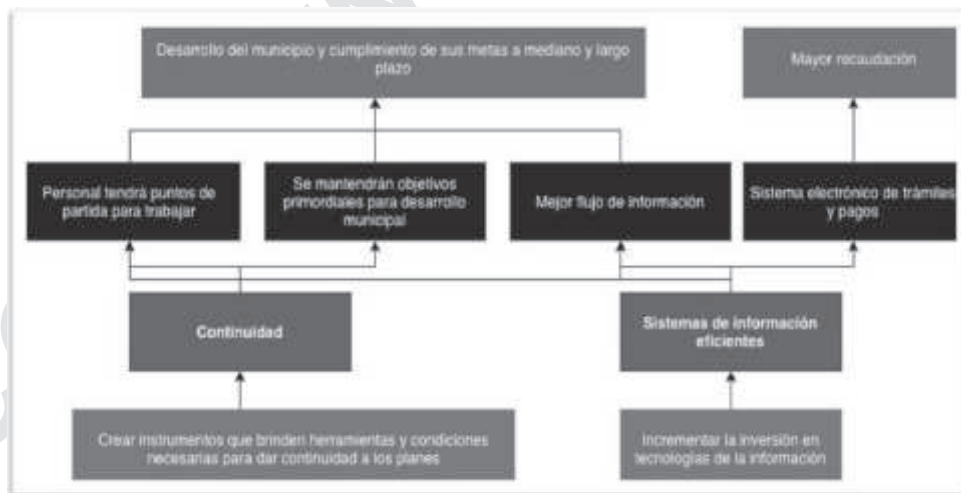 Desarrollo del municipio y cumplimiento de sus metas a mediano y largo
plazo
Mayor recaudación
Personal tendrá puntos de
partida para trabajar
Se mantendrán objetivos
primordiales para desarrollo
municipal
Mejor flujo de información
Sistema electrónico de trámites
y pagos
Continuidad
Sistemas de información
eficientes
Crear instrumentos que brinden herramientas y condiciones
necesarias para dar continuidad a los planes
Incrementar la inversión en
tecnologías de la información